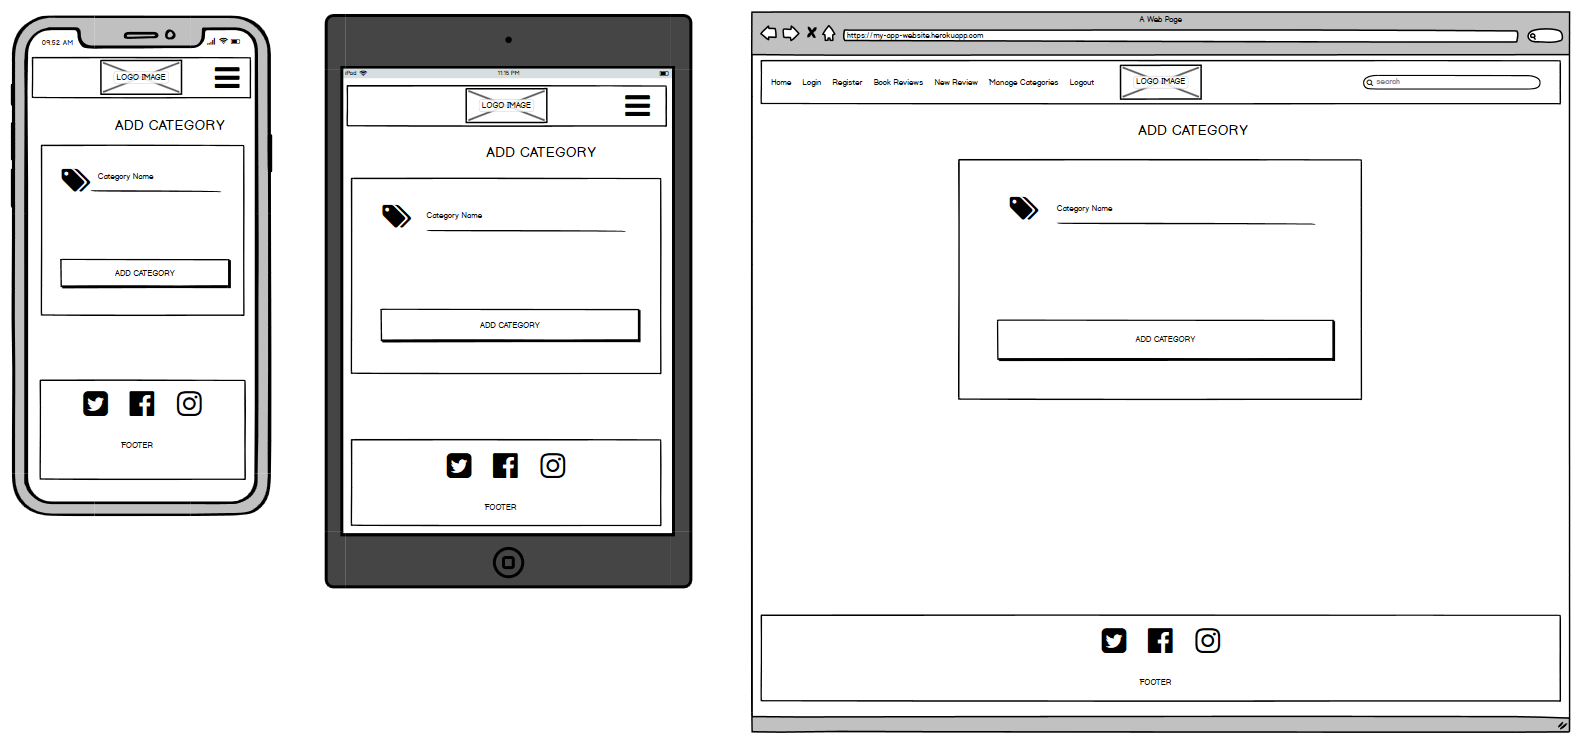 09:52 AM
LOGO IMAGE
ADD CATEGORY
Category Name
ADD CATEGORY
FOOTER
iPad
11:15 PM
LOGO IMAGE
ADD CATEGORY
Category Name
ADD CATEGORY
FOOTER
A Web Page
https://my-app-website.herokuapp.com
Home Login Register Book Reviews New Review Manage Categories Logout LOGO IMAGE search
ADD CATEGORY
Category Name
ADD CATEGORY
FOOTER